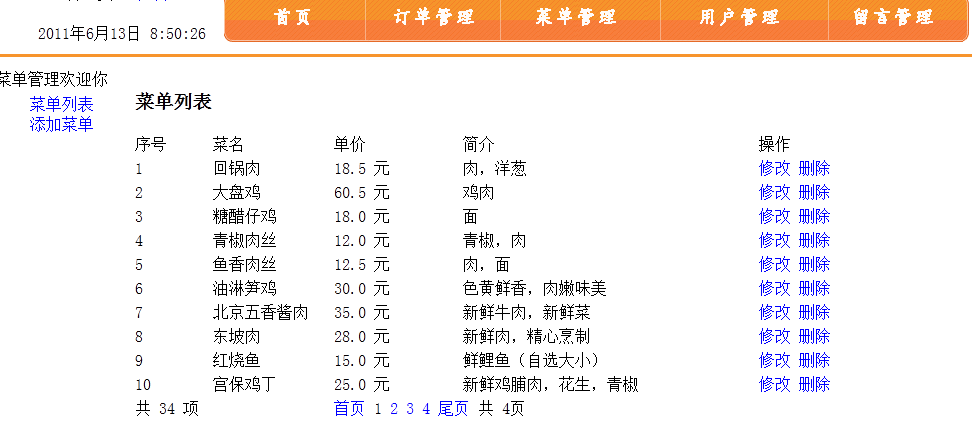 首页 订单管理 菜单管理 用户管理 留言管理
2011年6月13日 8:50:26
菜单管理欢迎你
菜单列表
添加菜单
菜单列表
序号 菜名 单价 简介 操作
1 回锅肉 18.5 元 肉，洋葱 修改 删除
2 大盘鸡 60.5 元 鸡肉 修改 删除
3 糖醋仔鸡 18.0 元 面 修改 删除
4 青椒肉丝 12.0 元 青椒，肉 修改 删除
5 鱼香肉丝 12.5 元 肉，面 修改 删除
6 油淋笋鸡 30.0 元 色黄鲜香，肉嫩味美 修改 删除
7 北京五香酱肉 35.0 元 新鲜牛肉，新鲜菜 修改 删除
8 东坡肉 28.0 元 新鲜肉，精心烹制 修改 删除
9 红烧鱼 15.0 元 鲜鲤鱼（自选大小） 修改 删除
10 宫保鸡丁 25.0 元 新鲜鸡脯肉，花生，青椒 修改 删除
共 34 项 首页 1 2 3 4 尾页 共 4页